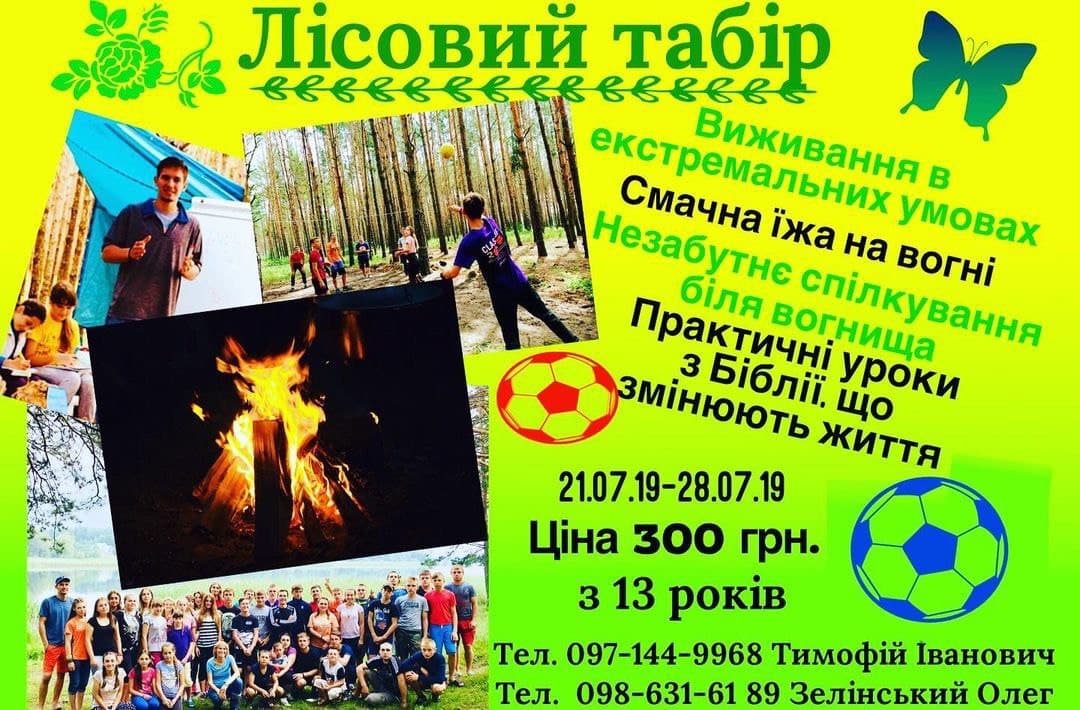 Лісовий табір
Виживання в
екстремальних умовах
Смачна їжа на вогні
Незабутнє спілкування
біля вогнища
Практичні уроки
з Біблії. що
змінюють життя
21.07.19-28.07.19
Ціна 300 грн.
з 13 років
Тел. 097-144-9968 Тимофій Іванович
Тел. 098-631-61 89 Зелінський Олег